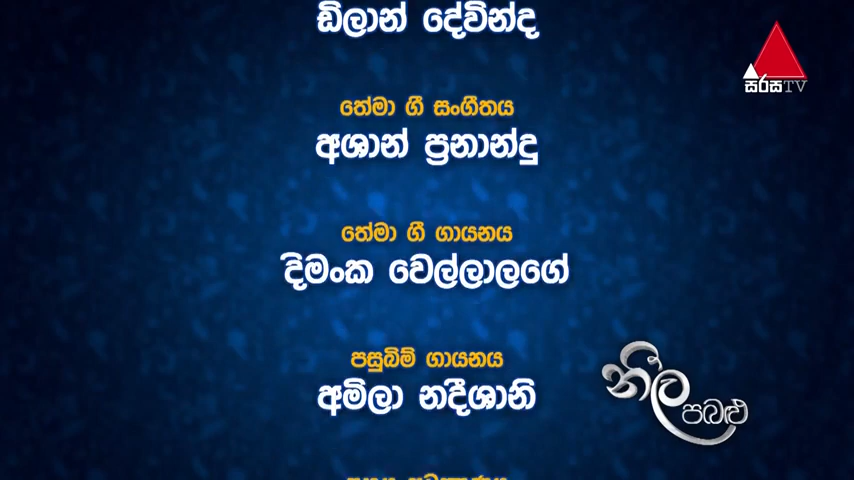 ඩිලාන් දේවින්ද
සිරස TV
තේමා ගී සංගීතය
අශාන් ප්‍රනාන්දු
තේමා ගී ගායනය
දිමංක වෙල්ලාලගේ
පසුබිම් ගායනය
අමිලා නදීශානි
නීල
පබළු